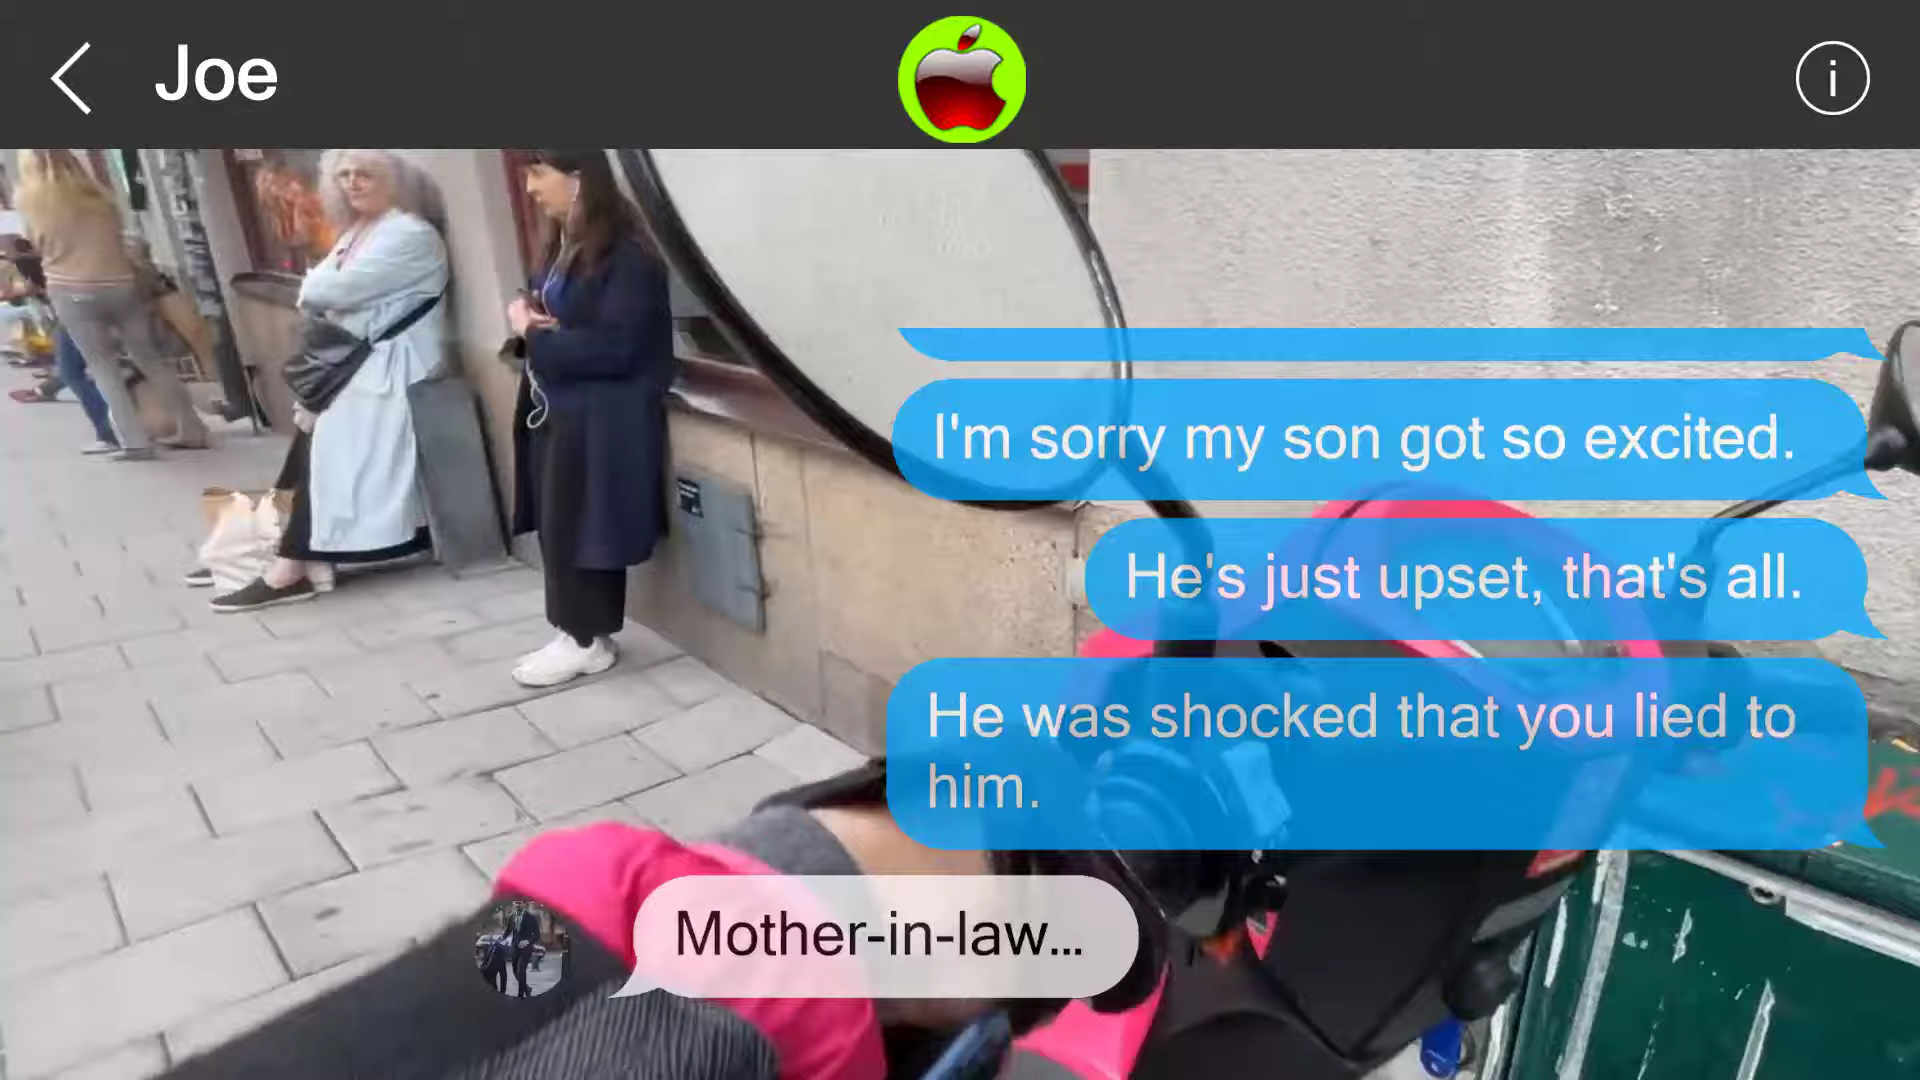 Joe
i
I'm sorry my son got so excited.
He's just upset, that's all.
He was shocked that you lied to
him.
Mother-in-law...